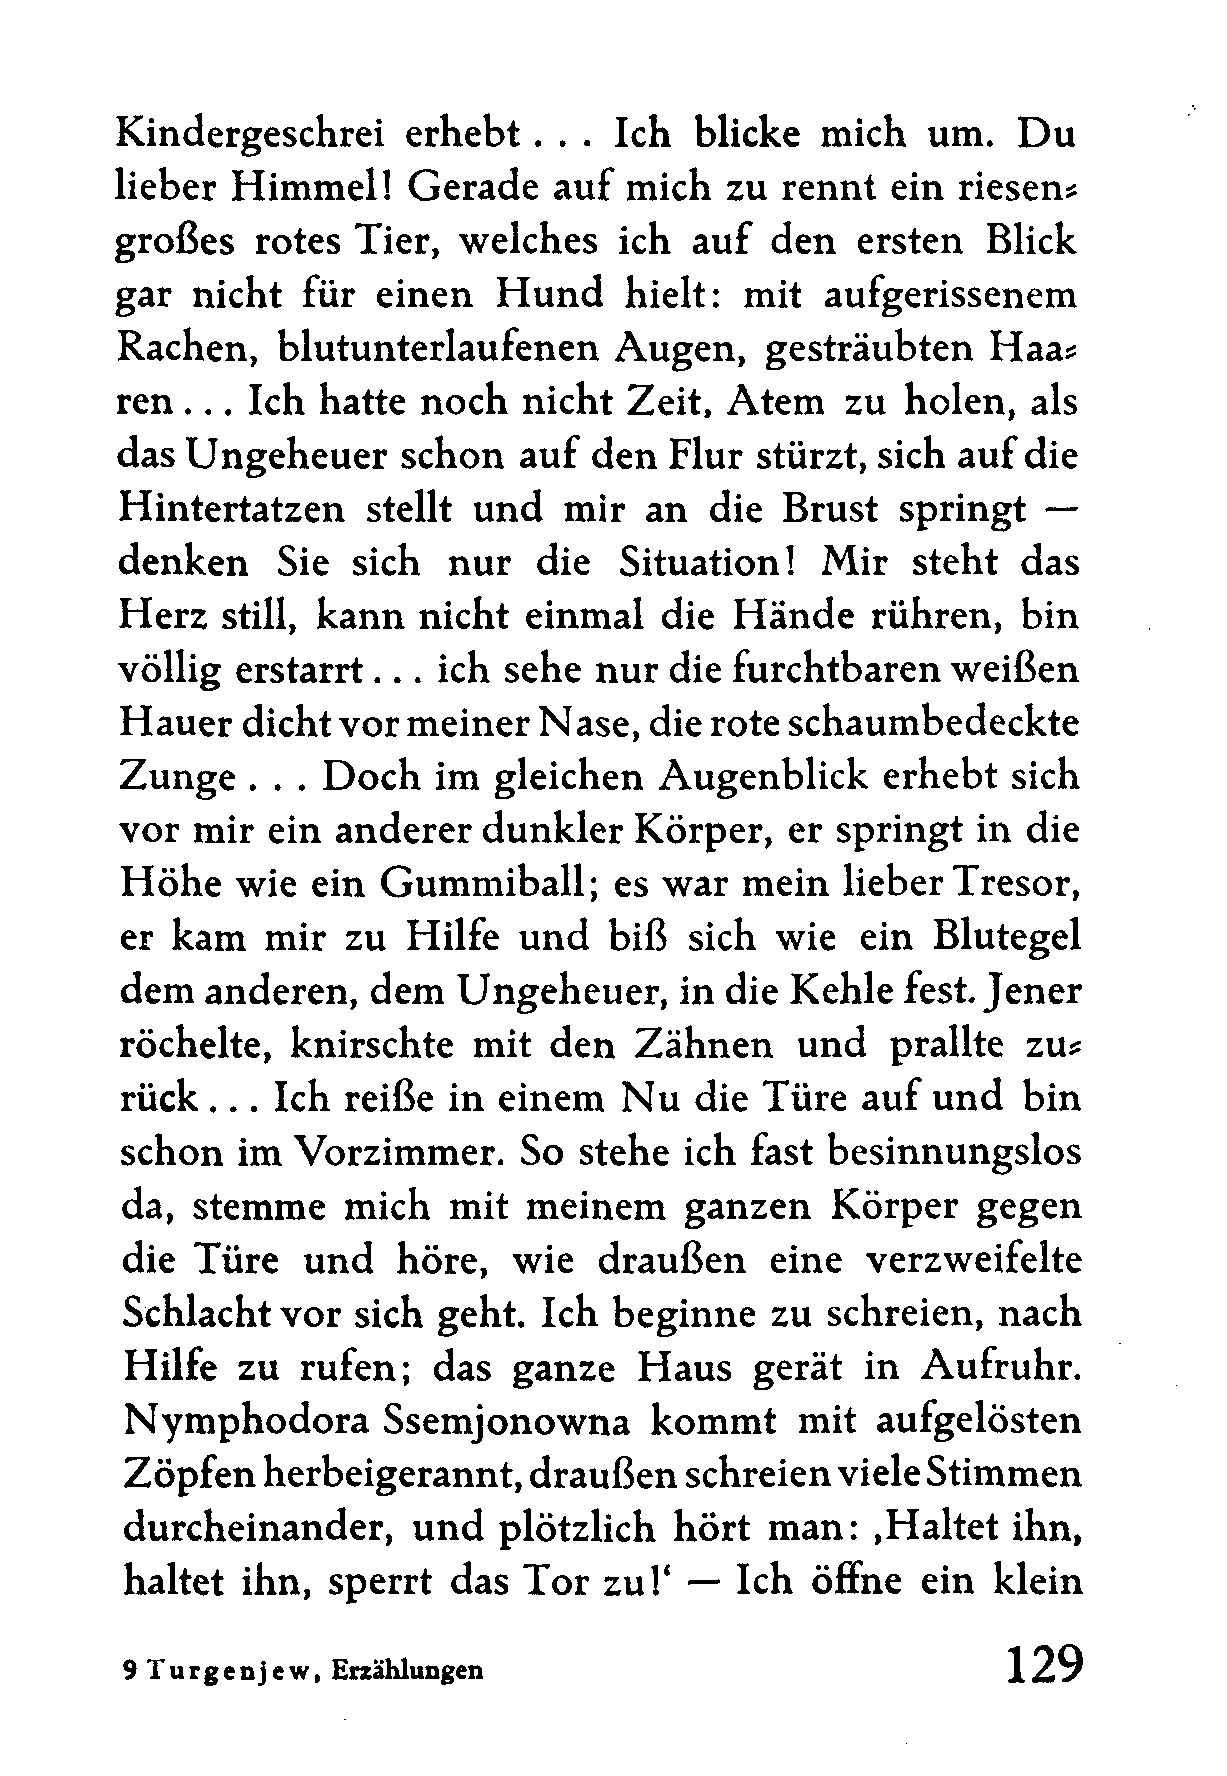 Kindergeschrei erhebt . . . Ich blicke mich um. Du
lieber Himmel! Gerade auf mich zu rennt ein riesen⸗
großes rotes Tier, welches ich auf den ersten Blick
gar nicht für einen Hund hielt: mit aufgerissenem
Rachen, blutunterlaufenen Augen, gesträubten Haa⸗
ren . . . Ich hatte noch nicht Zeit, Atem zu holen, als
das Ungeheuer schon auf den Flur stürzt, sich auf die
Hintertatzen stellt und mir an die Brust springt —
denken Sie sich nur die Situation! Mir steht das
Herz still, kann nicht einmal die Hände rühren, bin
völlig erstarrt . . . ich sehe nur die furchtbaren weißen
Hauer dicht vor meiner Nase, die rote schaumbedeckte
Zunge . . . Doch im gleichen Augenblick erhebt sich
vor mir ein anderer dunkler Körper, er springt in die
Höhe wie ein Gummiball; es war mein lieber Tresor,
er kam mir zu Hilfe und biß sich wie ein Blutegel
dem anderen, dem Ungeheuer, in die Kehle fest. Jener
röchelte, knirschte mit den Zähnen und prallte zu⸗
rück . . . Ich reiße in einem Nu die Türe auf und bin
schon im Vorzimmer. So stehe ich fast besinnungslos
da, stemme mich mit meinem ganzen Körper gegen
die Türe und höre, wie draußen eine verzweifelte
Schlacht vor sich geht. Ich beginne zu schreien, nach
Hilfe zu rufen; das ganze Haus gerät in Aufruhr.
Nymphodora Ssemjonowna kommt mit aufgelösten
Zöpfen herbeigerannt, draußen schreien viele Stimmen
durcheinander, und plötzlich hört man: ‚Haltet ihn,
haltet ihn, sperrt das Tor zu!‘ — Ich öffne ein klein
9 Turgenjew, Erzählungen 129